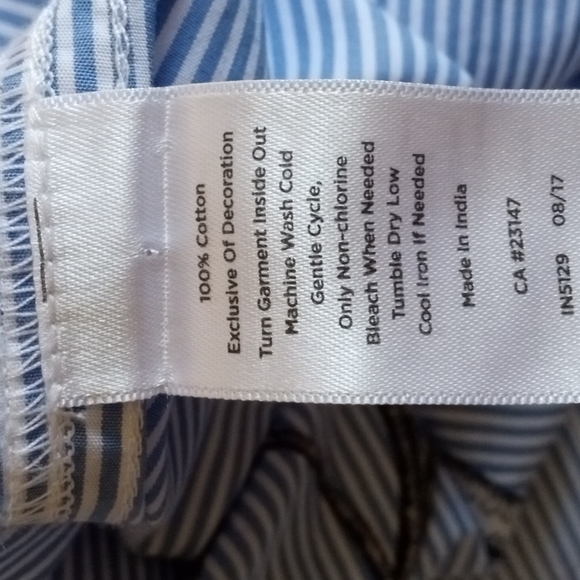 100% Cotton
Exclusive Of Decoration
Turn Garment Inside Out
Machine Wash Cold
Gentle Cycle,
Only Non-chlorine
Bleach When Needed
Tumble Dry Low
Cool Iron If Needed
Made In India
CA #23147
IN5129 08/17